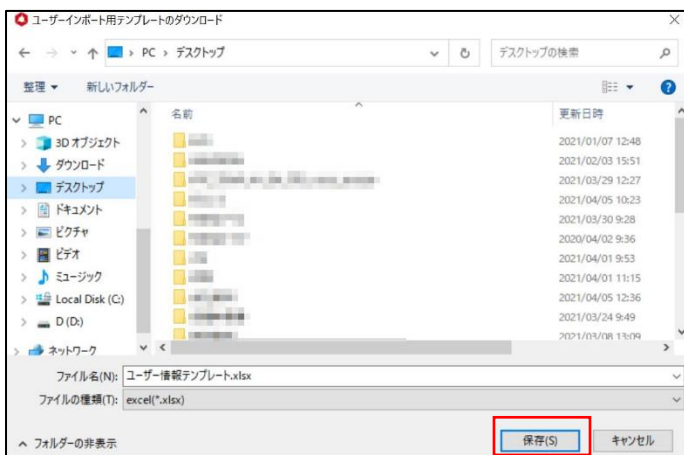 ユーザーインポート用テンプレートのダウンロード
PC › デスクトップ
デスクトップの検索
整理 新しいフォルダー
名前 更新日時
PC
3D オブジェクト
ダウンロード
デスクトップ
ドキュメント
ピクチャ
ビデオ
ミュージック
Local Disk (C:)
D (D:)
ネットワーク
2021/01/07 12:48
2021/02/03 15:51
2021/03/29 12:27
2021/04/05 10:23
2021/03/30 9:28
2020/04/02 9:36
2021/04/01 9:53
2021/04/01 11:15
2021/04/05 12:36
2021/03/24 9:49
2021/03/08 13:09
ファイル名(N): ユーザー情報テンプレート.xlsx
ファイルの種類(T): excel(*.xlsx)
フォルダーの非表示
保存(S) キャンセル